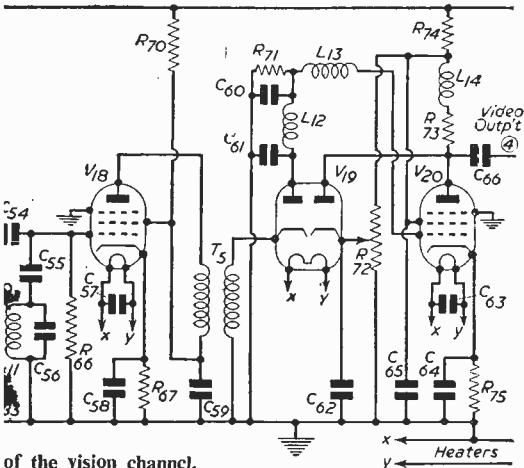 R70
R71
L13
R74
C60
L14
L12
R73
Video
Outp't
4
C61
V18
V19
V20
C66
C54
T5
C55
C57
x
y
R72
x
y
C63
x
y
C56
R66
C58
R67
C59
C62
C65
C64
R75
x
Heaters
y
of the vision channel.